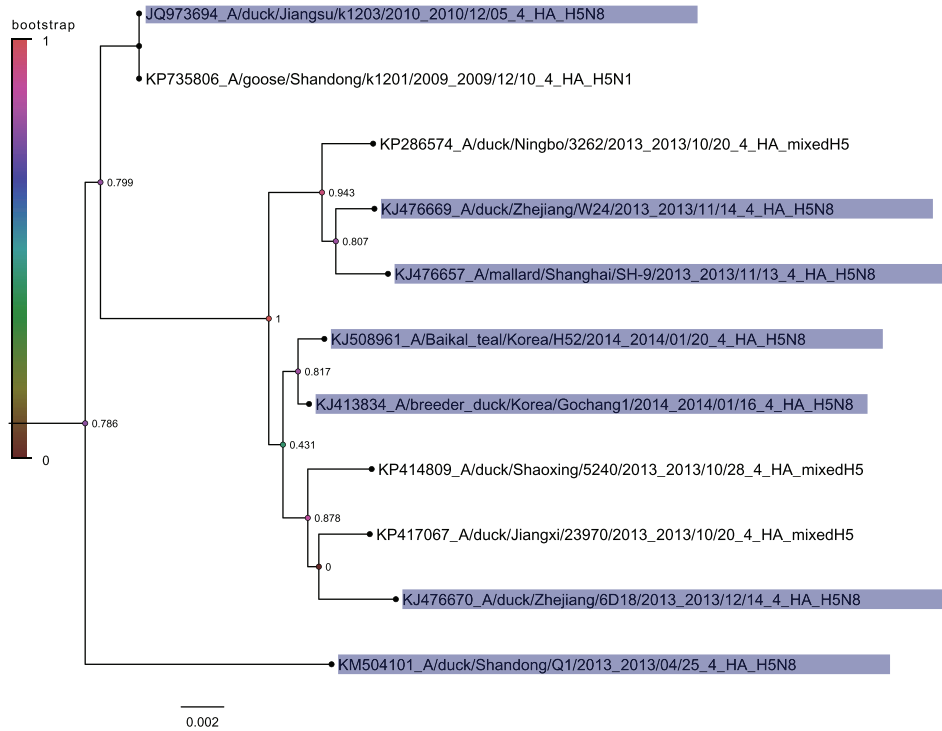 JQ973694_A/duck/Jiangsu/k1203/2010_2010/12/05_4_HA_H5N8
bootstrap
1
KP735806_A/goose/Shandong/k1201/2009_2009/12/10_4_HA_H5N1
KP286574_A/duck/Ningbo/3262/2013_2013/10/20_4_HA_mixedH5
0.799
0.943
KJ476669_A/duck/Zhejiang/W24/2013_2013/11/14_4_HA_H5N8
0.807
KJ476657_A/mallard/Shanghai/SH-9/2013_2013/11/13_4_HA_H5N8
1
KJ508961_A/Baikal_teal/Korea/H52/2014_2014/01/20_4_HA_H5N8
0.817
KJ413834_A/breeder_duck/Korea/Gochang1/2014_2014/01/16_4_HA_H5N8
0.786
0.431
0
KP414809_A/duck/Shaoxing/5240/2013_2013/10/28_4_HA_mixedH5
0.878
KP417067_A/duck/Jiangxi/23970/2013_2013/10/20_4_HA_mixedH5
0
KJ476670_A/duck/Zhejiang/6D18/2013_2013/12/14_4_HA_H5N8
KM504101_A/duck/Shandong/Q1/2013_2013/04/25_4_HA_H5N8
0.002